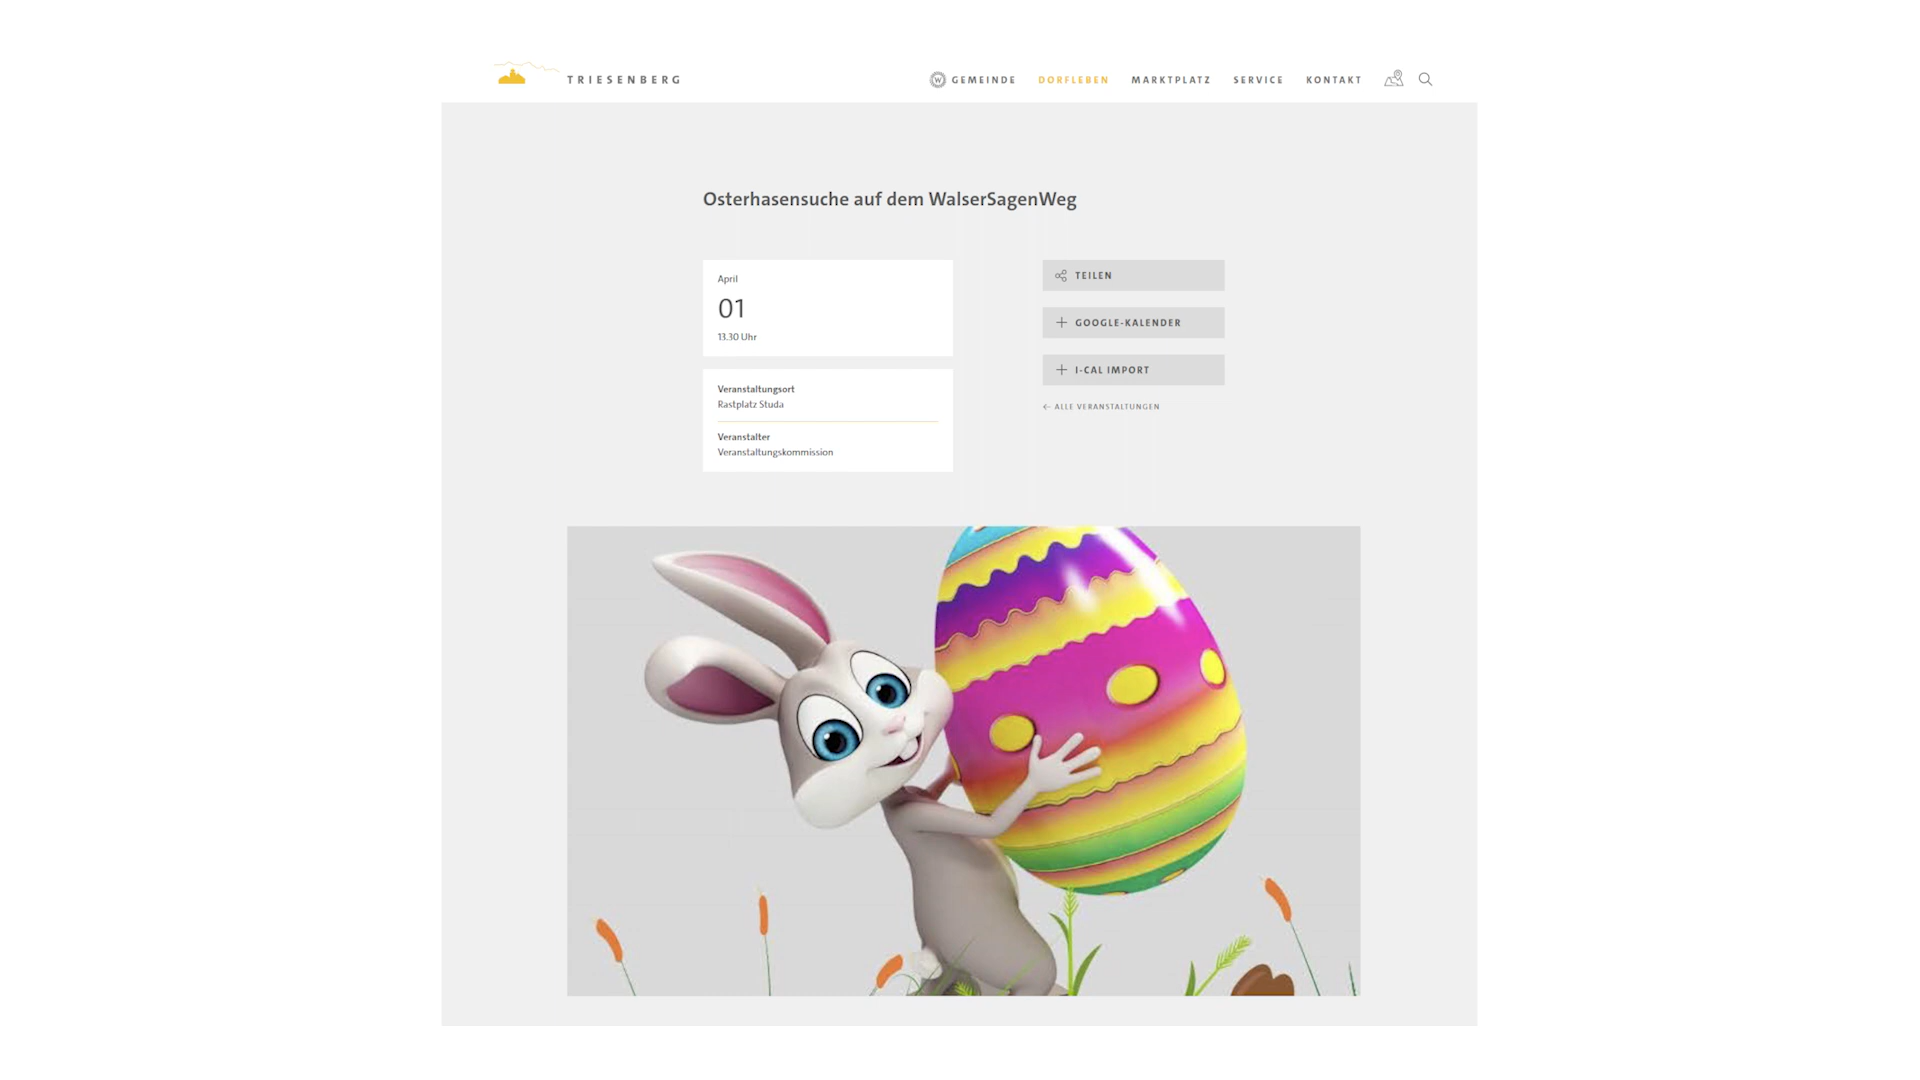 TRIESENBERG
W GEMEINDE DORFLEBEN MARKTPLATZ SERVICE KONTAKT
Osterhasensuche auf dem WalserSagenWeg
April
01
13.30 Uhr
Veranstaltungsort
Rastplatz Studa
Veranstalter
Veranstaltungskommission
TEILEN
GOOGLE-KALENDER
I-CAL IMPORT
ALLE VERANSTALTUNGEN